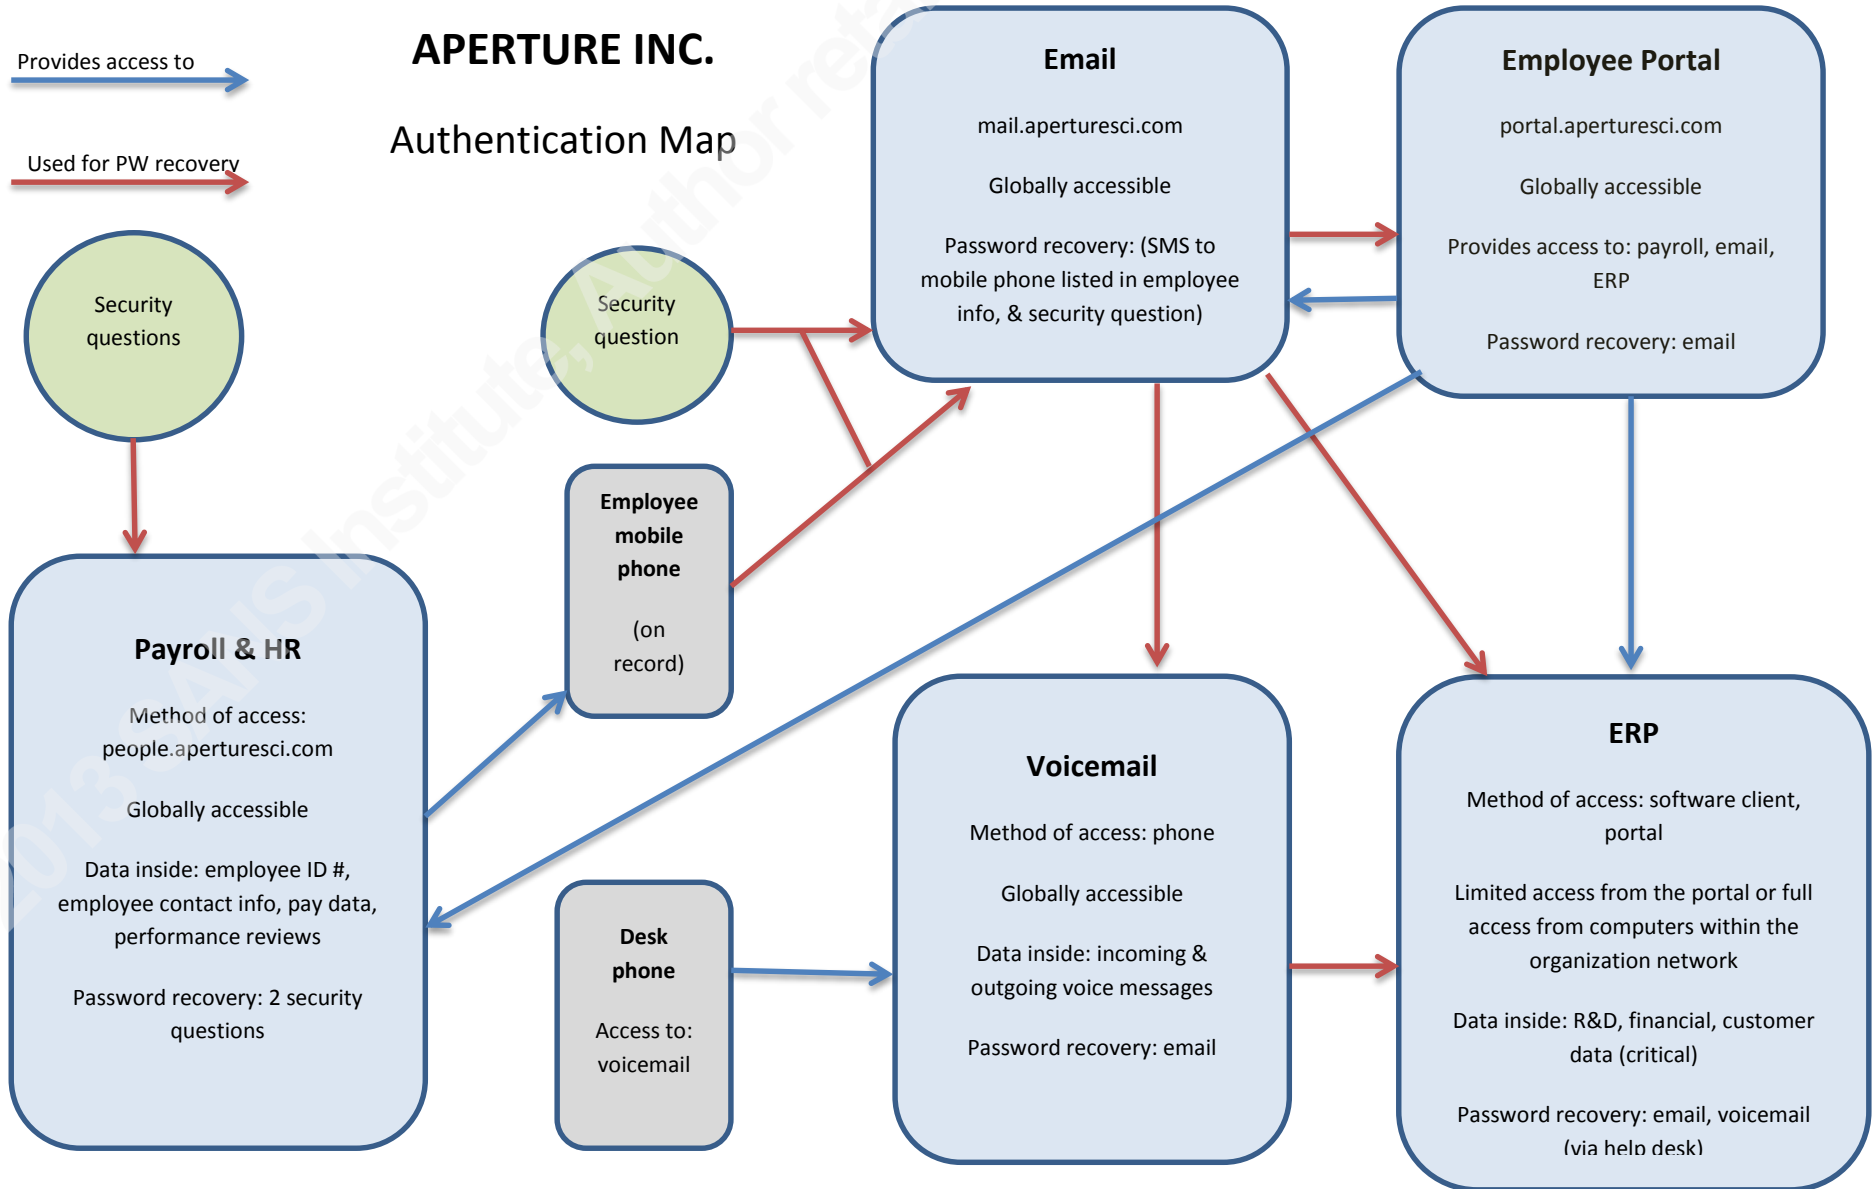 Provides access to
Used for PW recovery
APERTURE INC.
Authentication Map
Email
mail.aperturesci.com
Globally accessible
Password recovery: (SMS to
mobile phone listed in employee
info, & security question)
Employee Portal
portal.aperturesci.com
Globally accessible
Provides access to: payroll, email,
ERP
Password recovery: email
Security
questions
Security
question
Employee
mobile
phone
(on
record)
Payroll & HR
Method of access:
people.aperturesci.com
Globally accessible
Data inside: employee ID #,
employee contact info, pay data,
performance reviews
Password recovery: 2 security
questions
Desk
phone
Access to:
voicemail
Voicemail
Method of access: phone
Globally accessible
Data inside: incoming &
outgoing voice messages
Password recovery: email
ERP
Method of access: software client,
portal
Limited access from the portal or full
access from computers within the
organization network
Data inside: R&D, financial, customer
data (critical)
Password recovery: email, voicemail
(via help desk)
2013 SANS Institute, Author